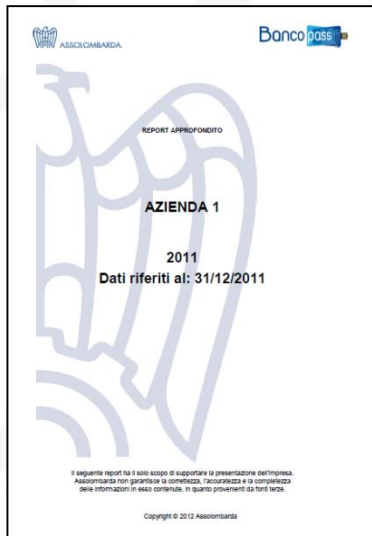 ASSOLOMBARDA
Bancopass
REPORT APPROFONDITO
AZIENDA 1
2011
Dati riferiti al: 31/12/2011
Il seguente report ha il solo scopo di supportare la presentazione dell'impresa.
Assolombarda non garantisce la correttezza, l'accuratezza e la completezza
delle informazioni in esso contenute, in quanto provenienti da fonti terze.
Copyright © 2012 Assolombarda